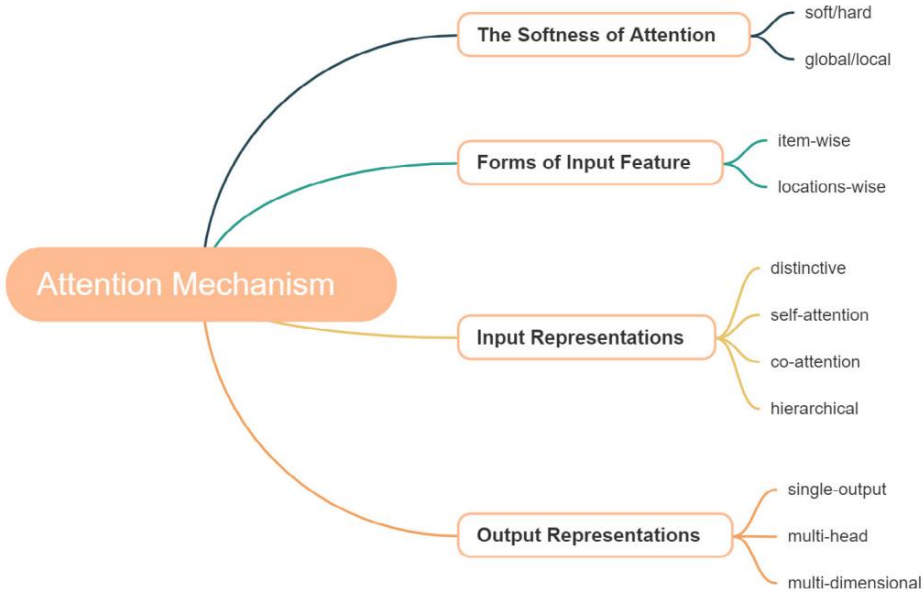 Attention Mechanism
The Softness of Attention
soft/hard
global/local
Forms of Input Feature
item-wise
locations-wise
Input Representations
distinctive
self-attention
co-attention
hierarchical
Output Representations
single-output
multi-head
multi-dimensional